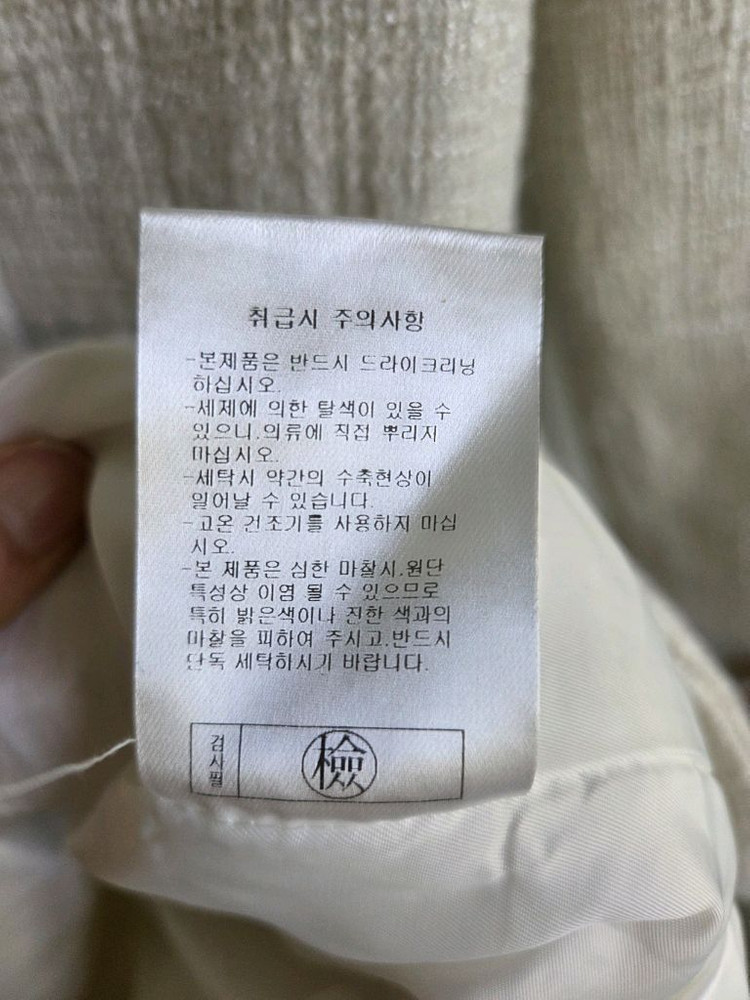 취급시 주의사항
-본제품은 반드시 드라이크리닝
하십시오.
-세제에 의한 탈색이 있을 수
있으니.의류에 직접 뿌리지
마십시오.
-세탁시 약간의 수축현상이
일어날 수 있습니다.
-고온 건조기를 사용하지 마십
시오.
-본 제품은 심한 마찰시.원단
특성상 이염 될 수 있으므로
특히 밝은색이나 진한 색과의
마찰을 피하여 주시고.반드시
단독 세탁하시기 바랍니다.
검사필
檢